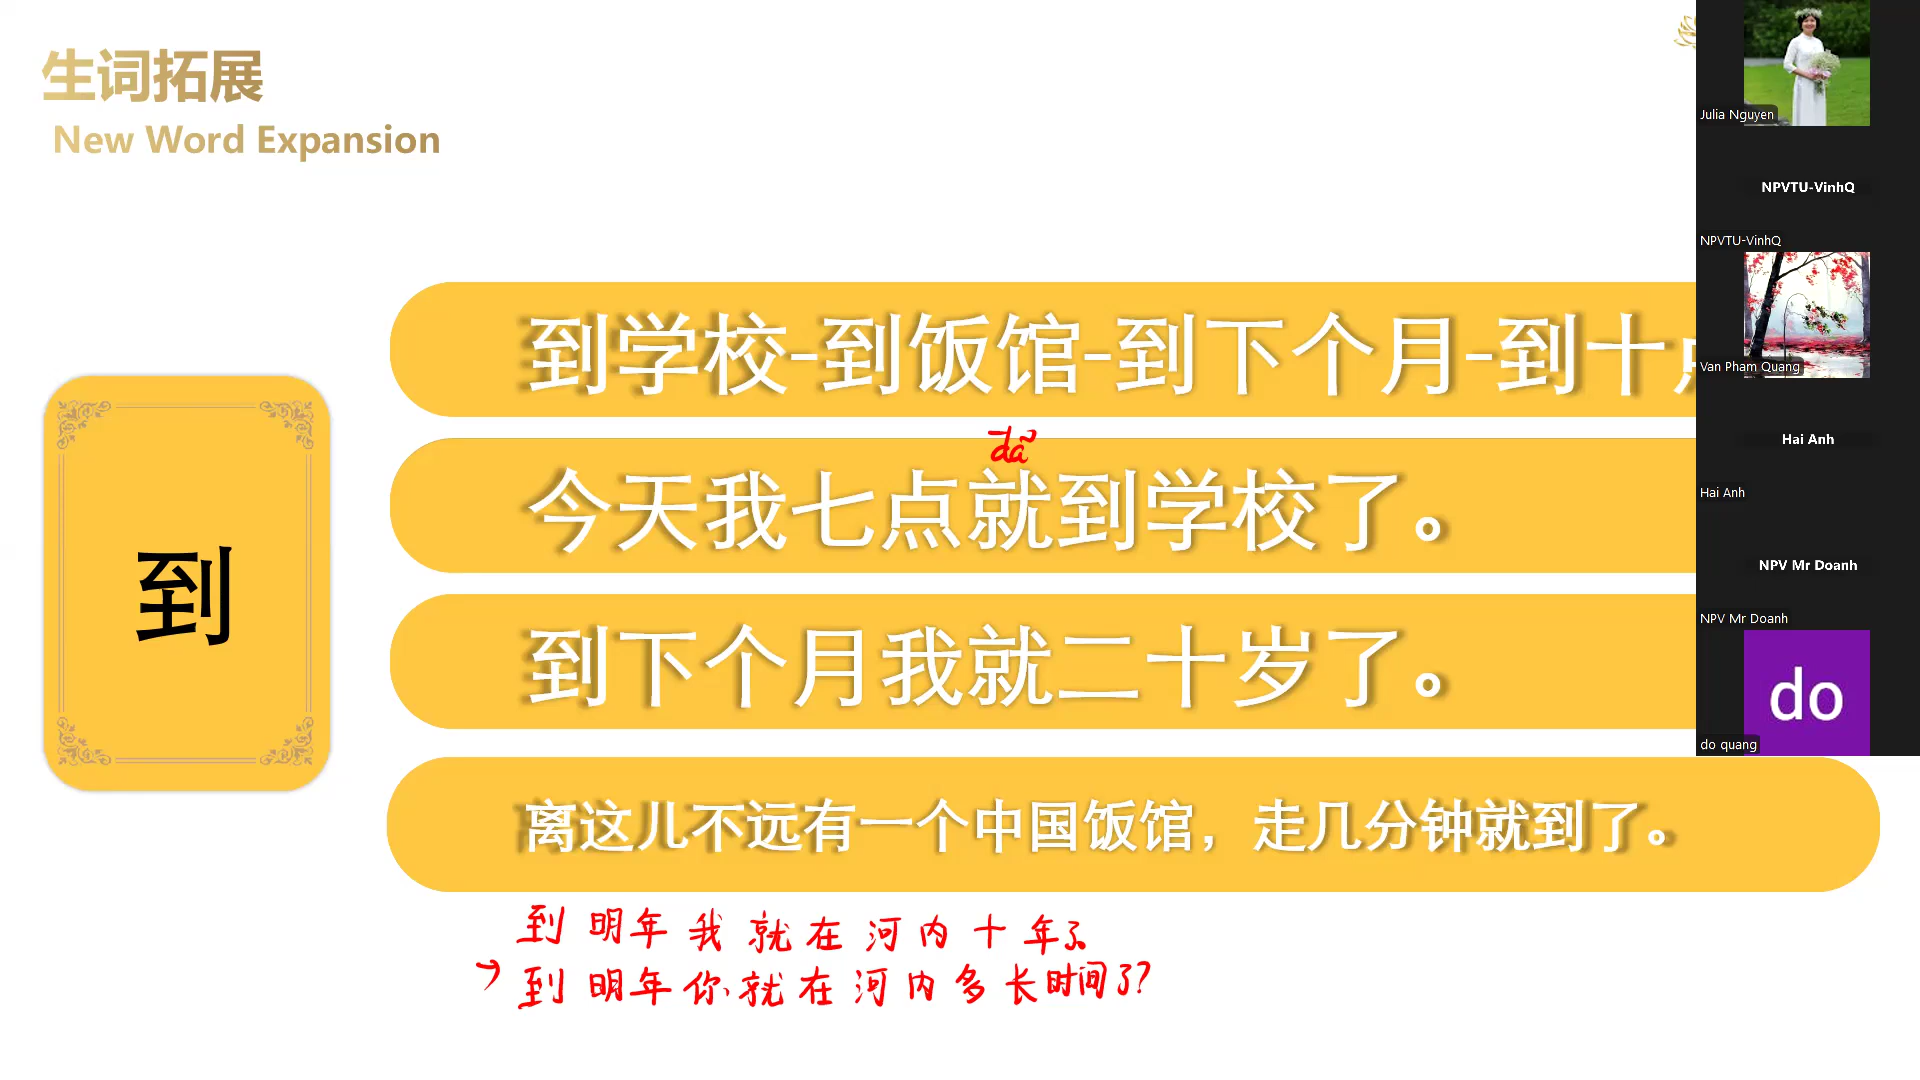 生词拓展
New Word Expansion
到
到学校-到饭馆-到下个月-到十
đã
今天我七点就到学校了。
到下个月我就二十岁了。
离这儿不远有一个中国饭馆，走几分钟就到了。
到明年我就在河内十年了
→到明年你就在河内多长时间了?
Julia Nguyen
NPVTU-VinhQ
NPVTU-VinhQ
Van Pham Quang
Hai Anh
Hai Anh
NPV Mr Doanh
NPV Mr Doanh
do
do quang